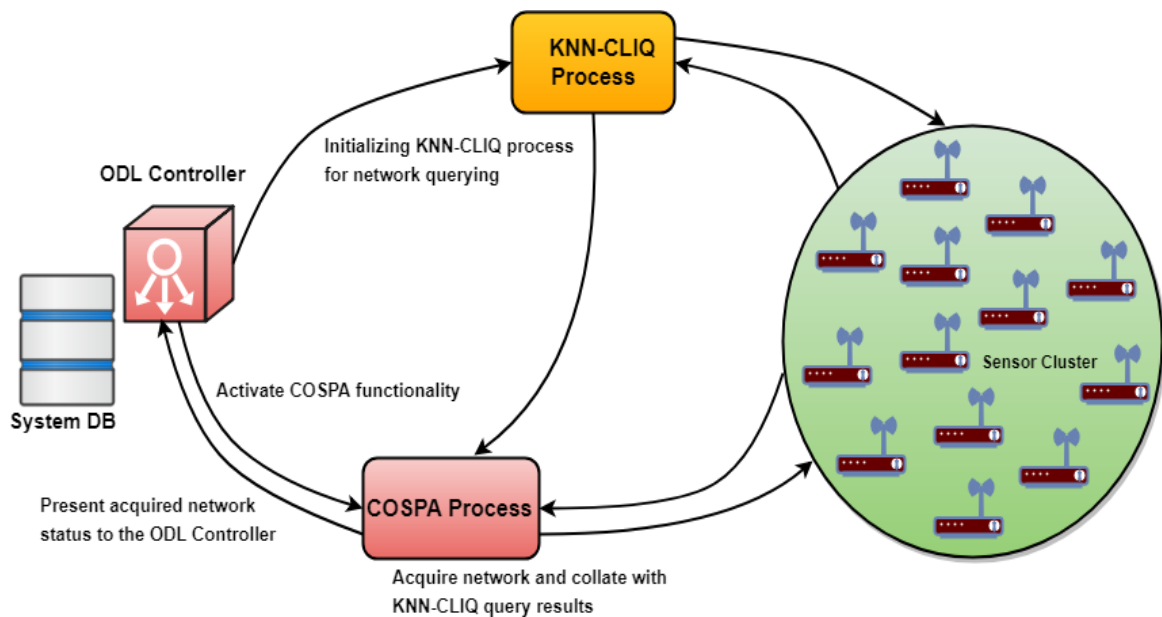 KNN-CLIQ
Process
Initializing KNN-CLIQ process
for network querying
ODL Controller
System DB
Activate COSPA functionality
Sensor Cluster
COSPA Process
Present acquired network
status to the ODL Controller
Acquire network and collate with
KNN-CLIQ query results